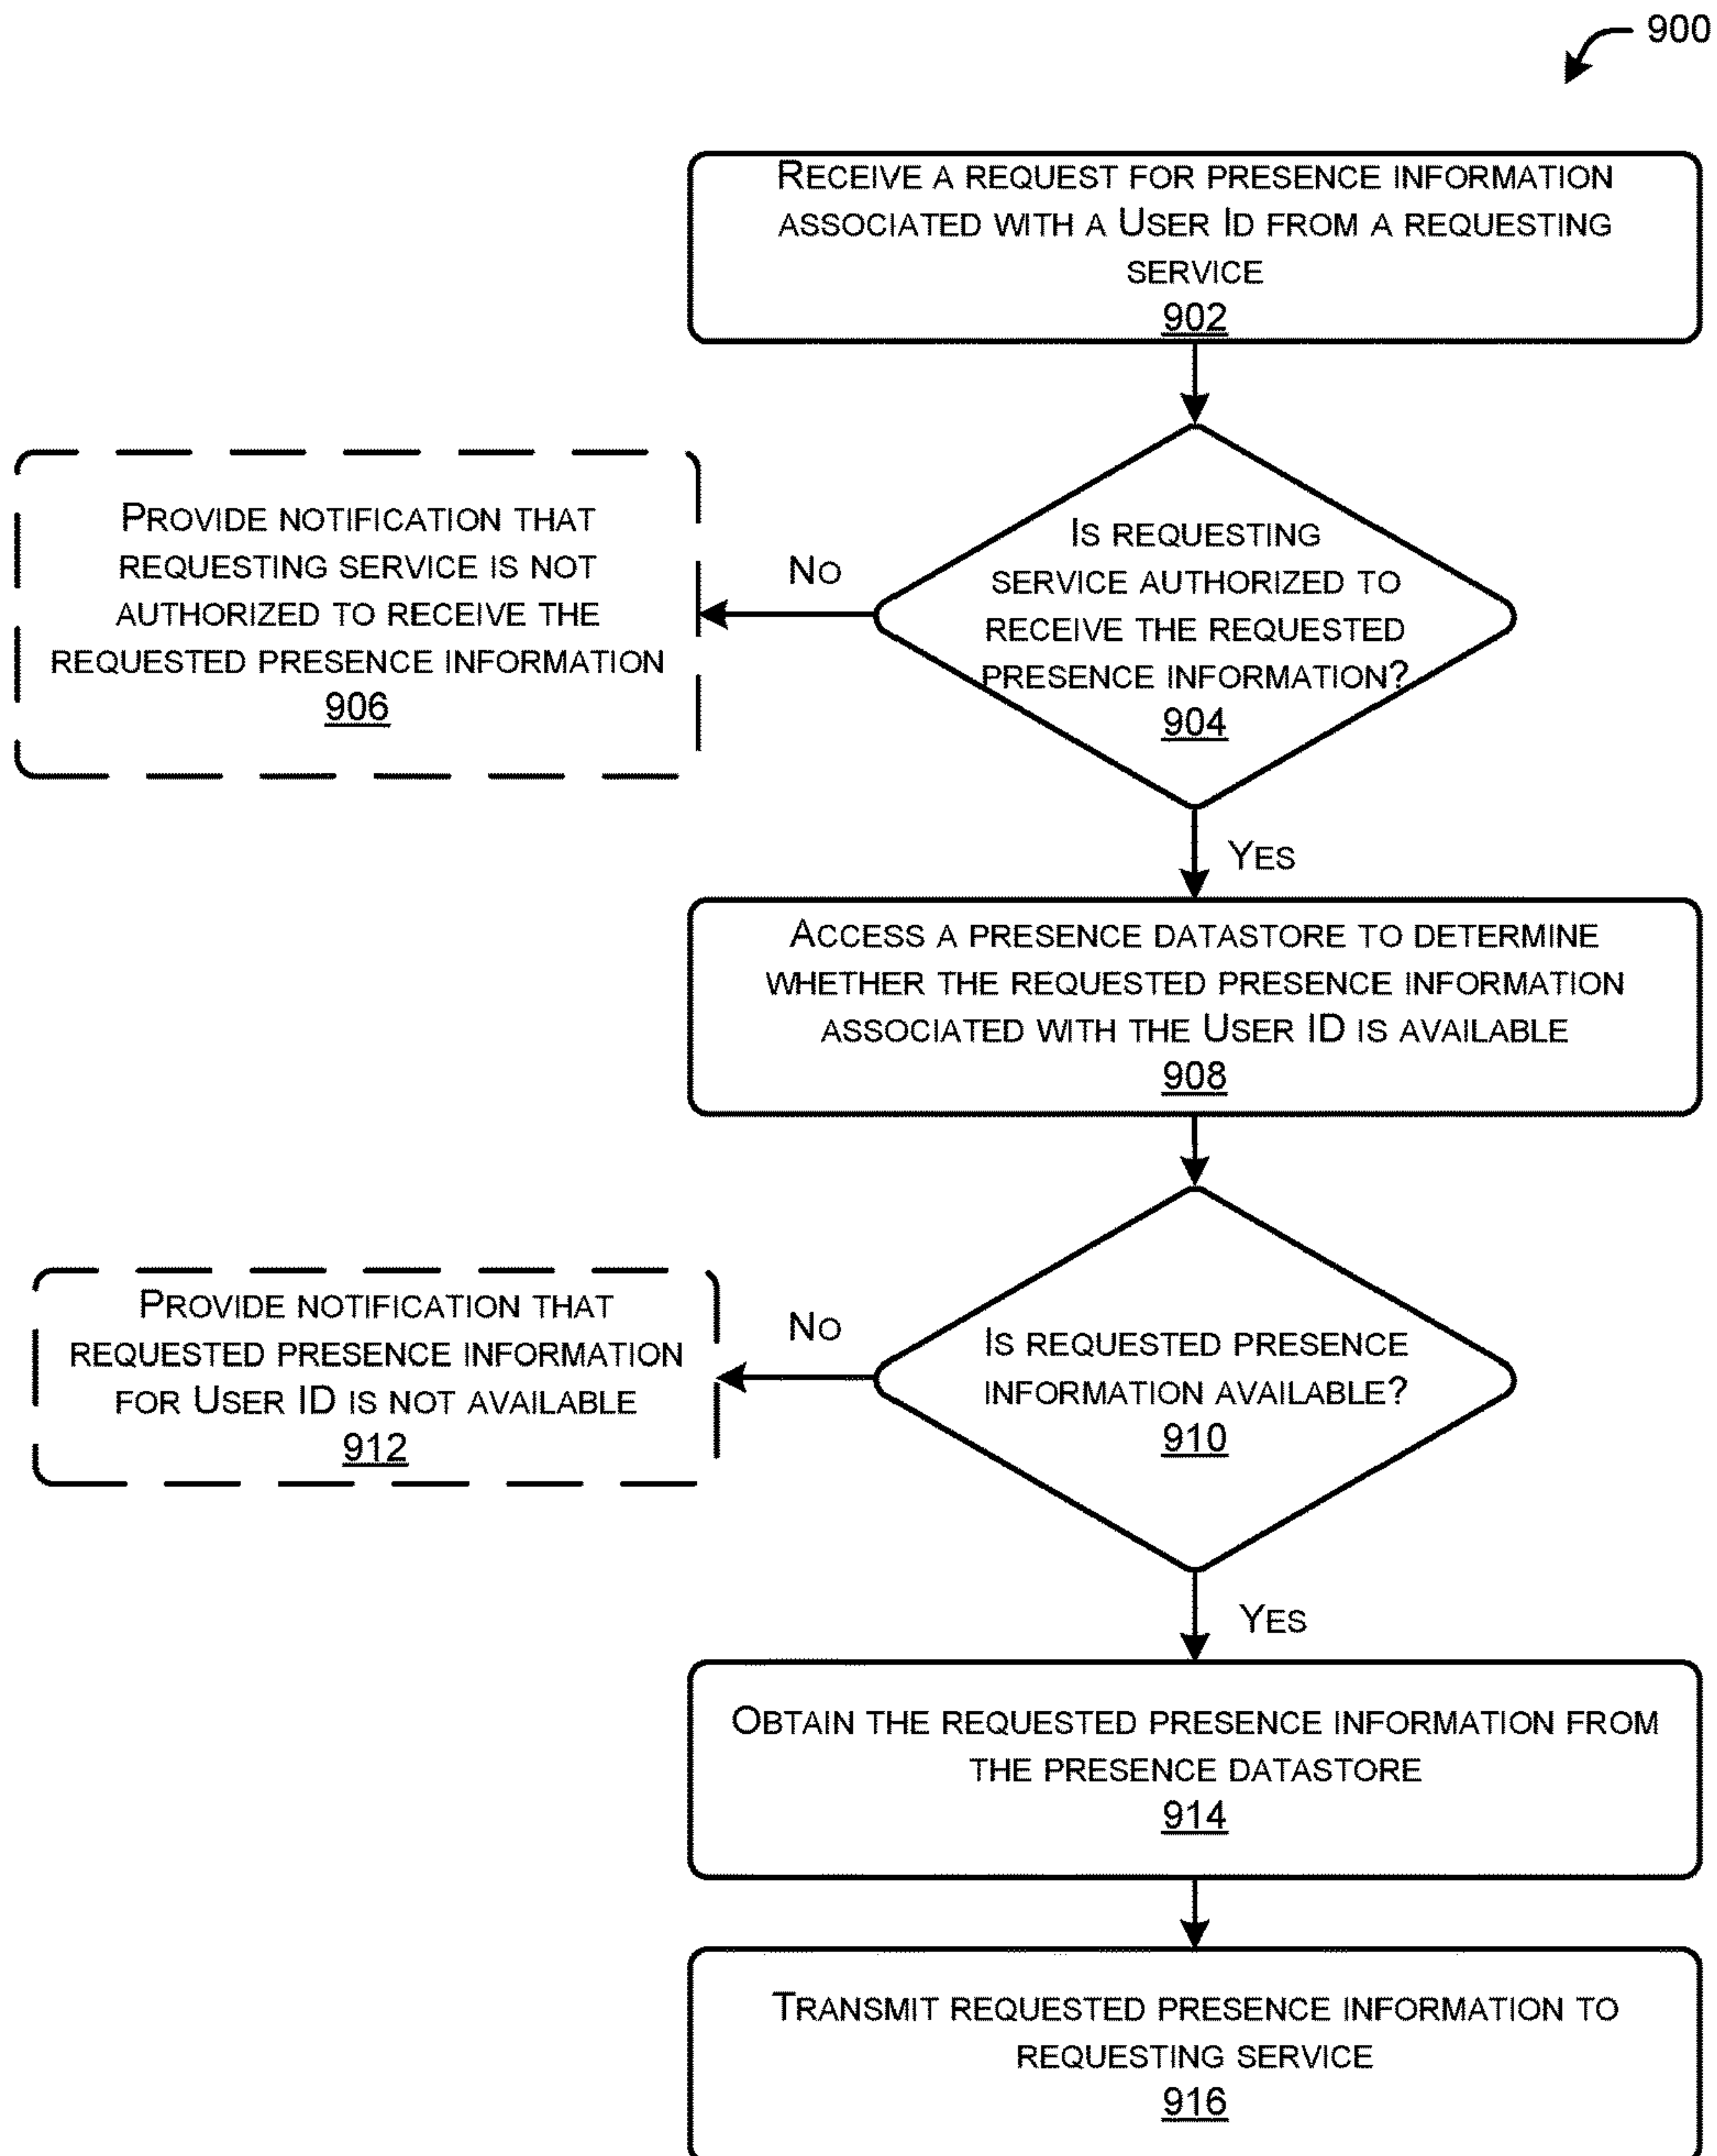 900
RECEIVE A REQUEST FOR PRESENCE INFORMATION
ASSOCIATED WITH A USER ID FROM A REQUESTING
SERVICE
902
PROVIDE NOTIFICATION THAT
REQUESTING SERVICE IS NOT
AUTHORIZED TO RECEIVE THE
REQUESTED PRESENCE INFORMATION
906
NO
IS REQUESTING
SERVICE AUTHORIZED TO
RECEIVE THE REQUESTED
PRESENCE INFORMATION?
904
YES
ACCESS A PRESENCE DATASTORE TO DETERMINE
WHETHER THE REQUESTED PRESENCE INFORMATION
ASSOCIATED WITH THE USER ID IS AVAILABLE
908
PROVIDE NOTIFICATION THAT
REQUESTED PRESENCE INFORMATION
FOR USER ID IS NOT AVAILABLE
912
NO
IS REQUESTED PRESENCE
INFORMATION AVAILABLE?
910
YES
OBTAIN THE REQUESTED PRESENCE INFORMATION FROM
THE PRESENCE DATASTORE
914
TRANSMIT REQUESTED PRESENCE INFORMATION TO
REQUESTING SERVICE
916